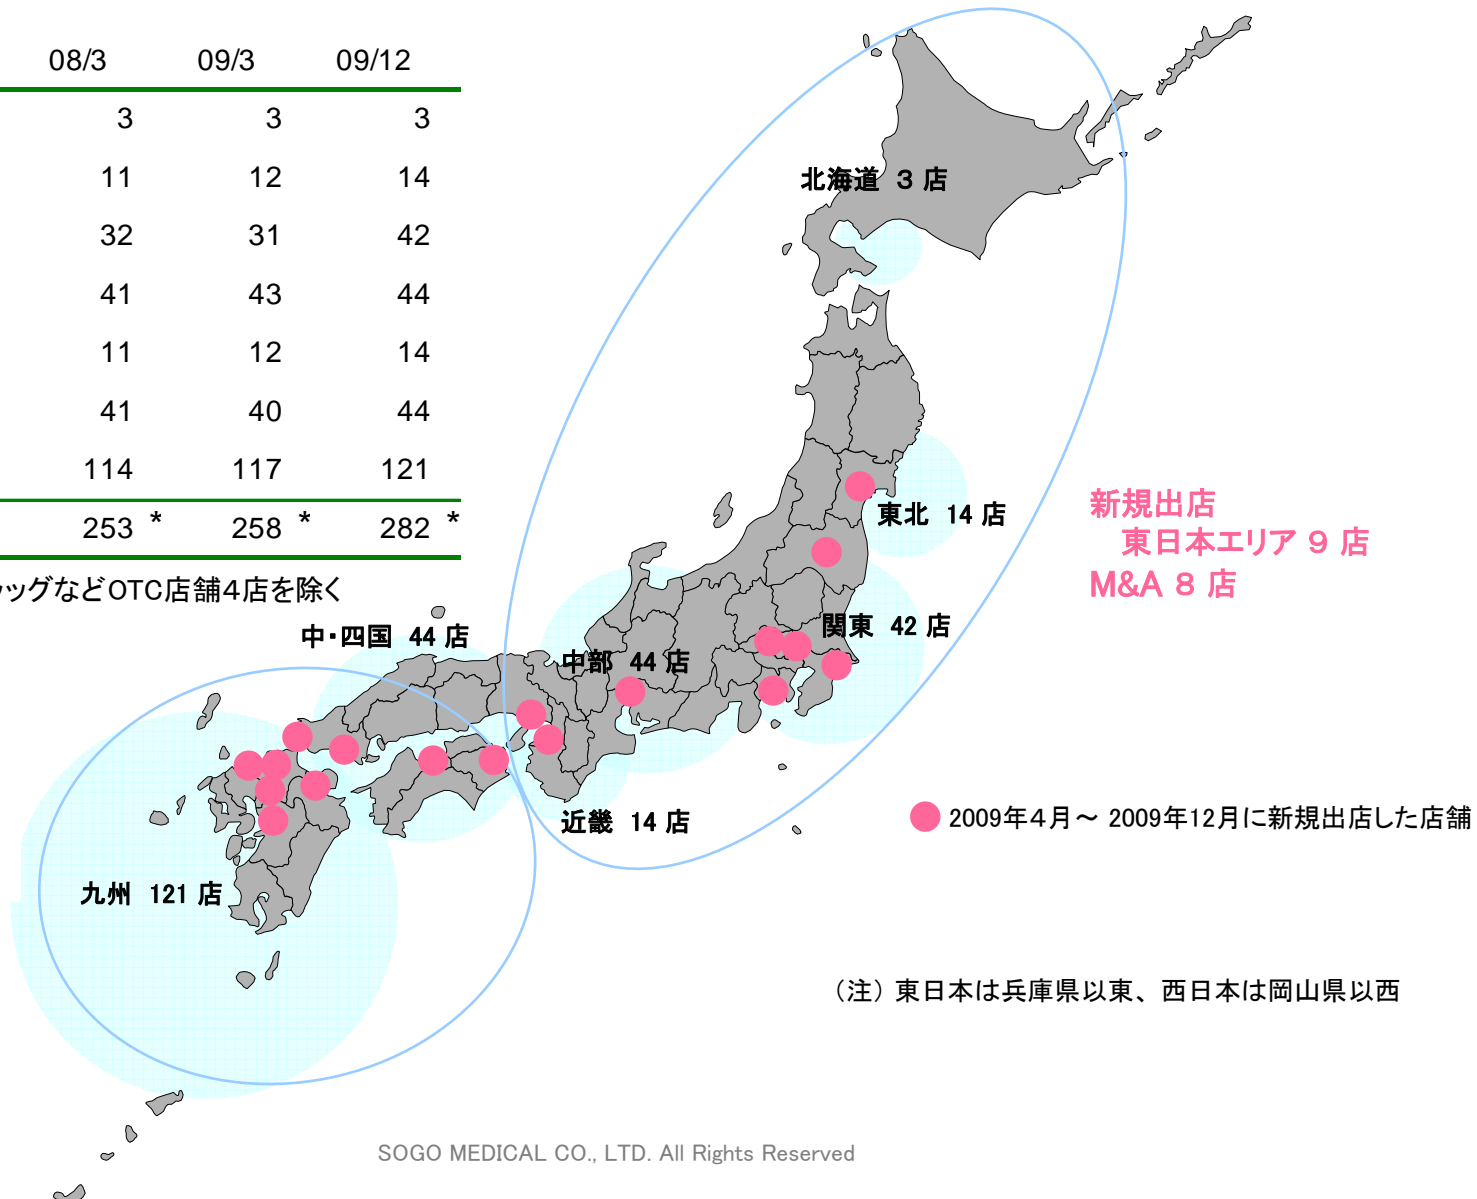 08/3 09/3 09/12
3 3 3
11 12 14
32 31 42
41 43 44
11 12 14
41 40 44
114 117 121
253 * 258 * 282 *
ッグなどOTC店舗4店を除く
北海道 3 店
東北 14 店
新規出店
東日本エリア 9 店
M&A 8 店
関東 42 店
中・四国 44 店
中部 44 店
近畿 14 店
2009年4月～ 2009年12月に新規出店した店舗
九州 121 店
（注） 東日本は兵庫県以東、 西日本は岡山県以西
SOGO MEDICAL CO., LTD. All Rights Reserved